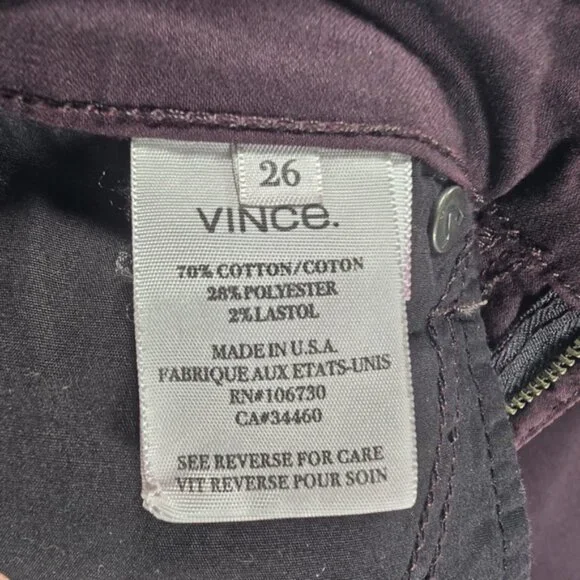 26
VINCE.
70% COTTON/COTON
28% POLYESTER
2% LASTOL
MADE IN U.S.A.
FABRIQUE AUX ETATS-UNIS
RN#106730
CA#34460
SEE REVERSE FOR CARE
VIT REVERSE POUR SOIN